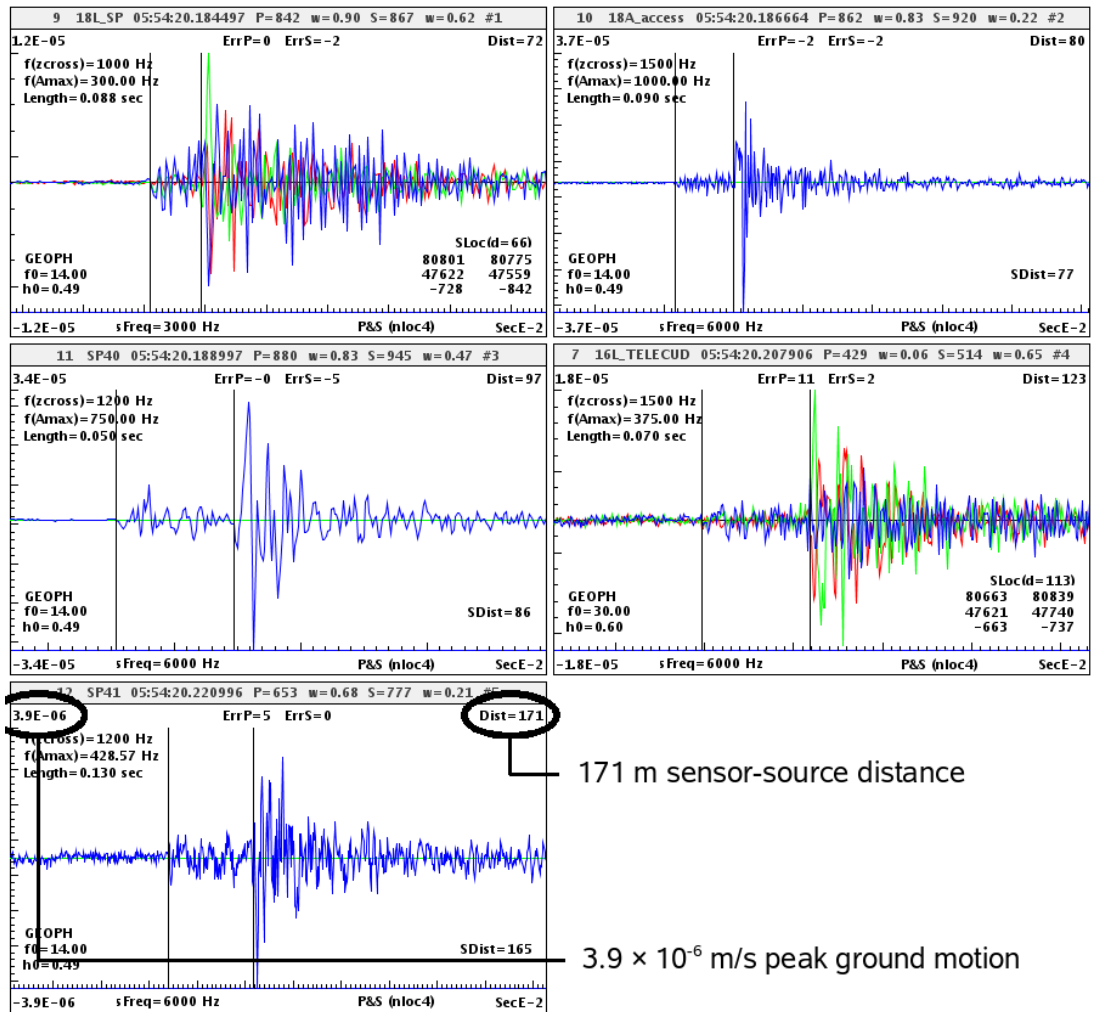 9 18L_SP 05:54:20.184497 P=842 w=0.90 S=867 w=0.62 #1
1.2E-05 ErrP=0 ErrS=-2 Dist=72
f(zcross)=1000 Hz
f(Amax)=300.00 Hz
Length=0.088 sec
SLoc(d=66)
GEOPH 80801 80775
f0=14.00 47622 47559
h0=0.49 -728 -842
-1.2E-05 sFreq=3000 Hz P&S (nloc4) SecE-2
10 18A_access 05:54:20.186664 P=862 w=0.83 S=920 w=0.22 #2
3.7E-05 ErrP=-2 ErrS=-2 Dist=80
f(zcross)=1500 Hz
f(Amax)=1000.00 Hz
Length=0.090 sec
GEOPH
f0=14.00 SDist=77
h0=0.49
-3.7E-05 sFreq=6000 Hz P&S (nloc4) SecE-2
11 SP40 05:54:20.188997 P=880 w=0.83 S=945 w=0.47 #3
3.4E-05 ErrP=-0 ErrS=-5 Dist=97
f(zcross)=1200 Hz
f(Amax)=750.00 Hz
Length=0.050 sec
GEOPH
f0=14.00 SDist=86
h0=0.49
-3.4E-05 sFreq=6000 Hz P&S (nloc4) SecE-2
7 16L_TELECUD 05:54:20.207906 P=429 w=0.06 S=514 w=0.65 #4
1.8E-05 ErrP=11 ErrS=2 Dist=123
f(zcross)=1500 Hz
f(Amax)=375.00 Hz
Length=0.070 sec
SLoc(d=113)
GEOPH 80663 80839
f0=30.00 47621 47740
h0=0.60 -663 -737
-1.8E-05 sFreq=6000 Hz P&S (nloc4) SecE-2
12 SP41 05:54:20.220996 P=653 w=0.68 S=777 w=0.21 #5
3.9E-06 ErrP=5 ErrS=0 Dist=171
f(zcross)=1200 Hz
f(Amax)=428.57 Hz
Length=0.130 sec
GEOPH
f0=14.00 SDist=165
h0=0.49
-3.9E-06 sFreq=6000 Hz P&S (nloc4) SecE-2
171 m sensor-source distance
3.9 × 10⁻⁶ m/s peak ground motion